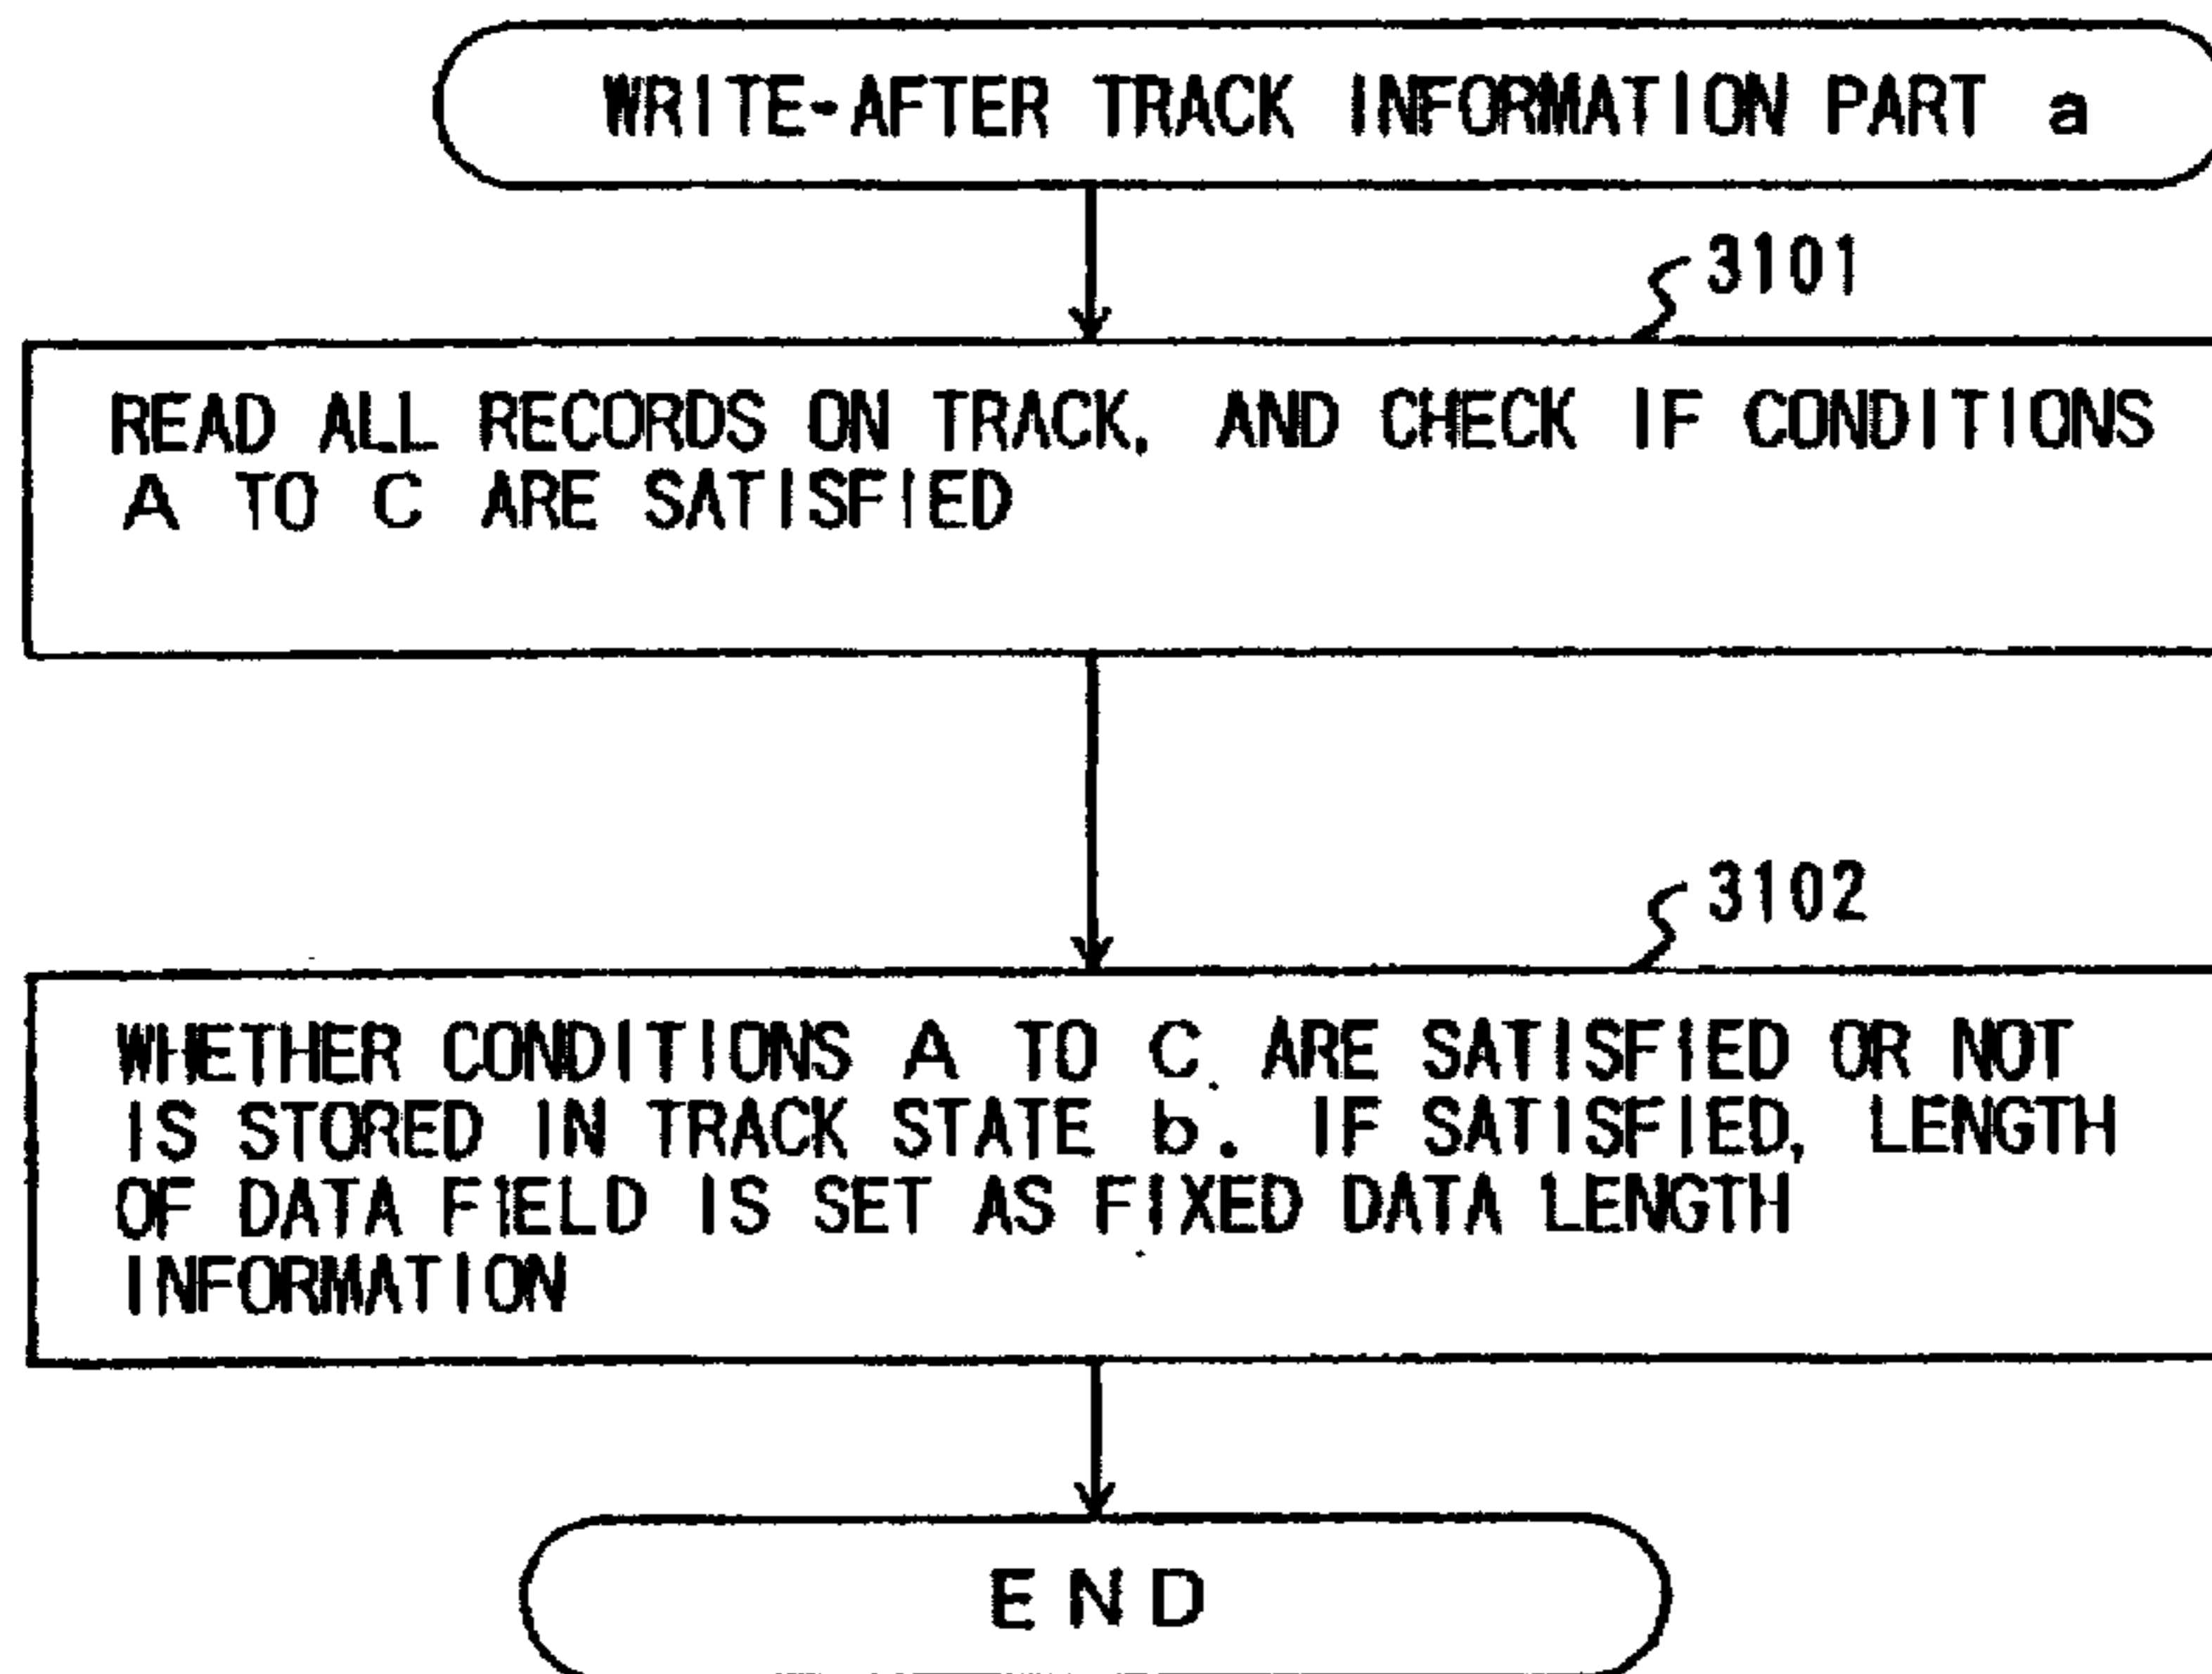 WRITE-AFTER TRACK INFORMATION PART a
3101
READ ALL RECORDS ON TRACK, AND CHECK IF CONDITIONS
A TO C ARE SATISFIED
3102
WHETHER CONDITIONS A TO C ARE SATISFIED OR NOT
IS STORED IN TRACK STATE b. IF SATISFIED, LENGTH
OF DATA FIELD IS SET AS FIXED DATA LENGTH
INFORMATION
END